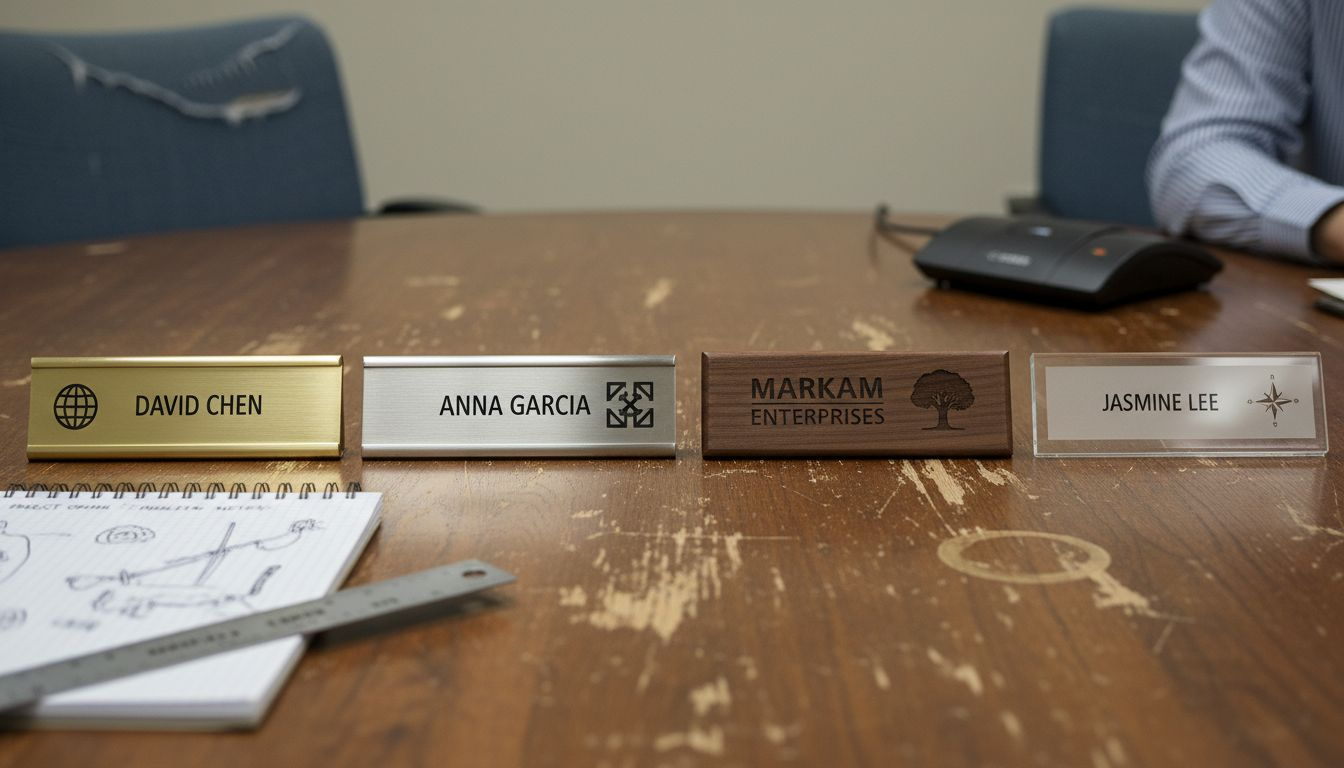 DAVID CHEN
ANNA GARCIA
MARKAM
ENTERPRISES
JASMINE LEE